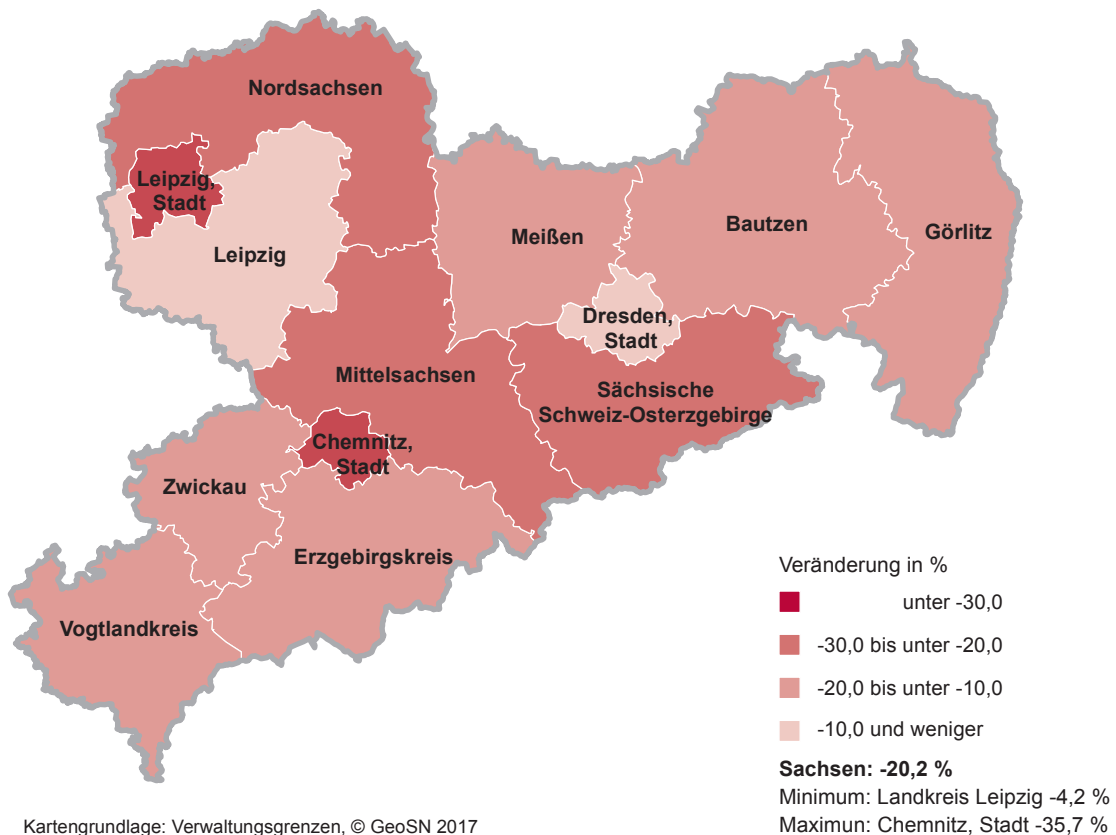 Nordsachsen
Leipzig,
Stadt
Leipzig
Meißen
Bautzen
Görlitz
Dresden,
Stadt
Mittelsachsen
Sächsische
Schweiz-Osterzgebirge
Chemnitz,
Stadt
Zwickau
Erzgebirgskreis
Vogtlandkreis
Veränderung in %
unter -30,0
-30,0 bis unter -20,0
-20,0 bis unter -10,0
-10,0 und weniger
Sachsen: -20,2 %
Minimum: Landkreis Leipzig -4,2 %
Maximun: Chemnitz, Stadt -35,7 %
Kartengrundlage: Verwaltungsgrenzen, © GeoSN 2017